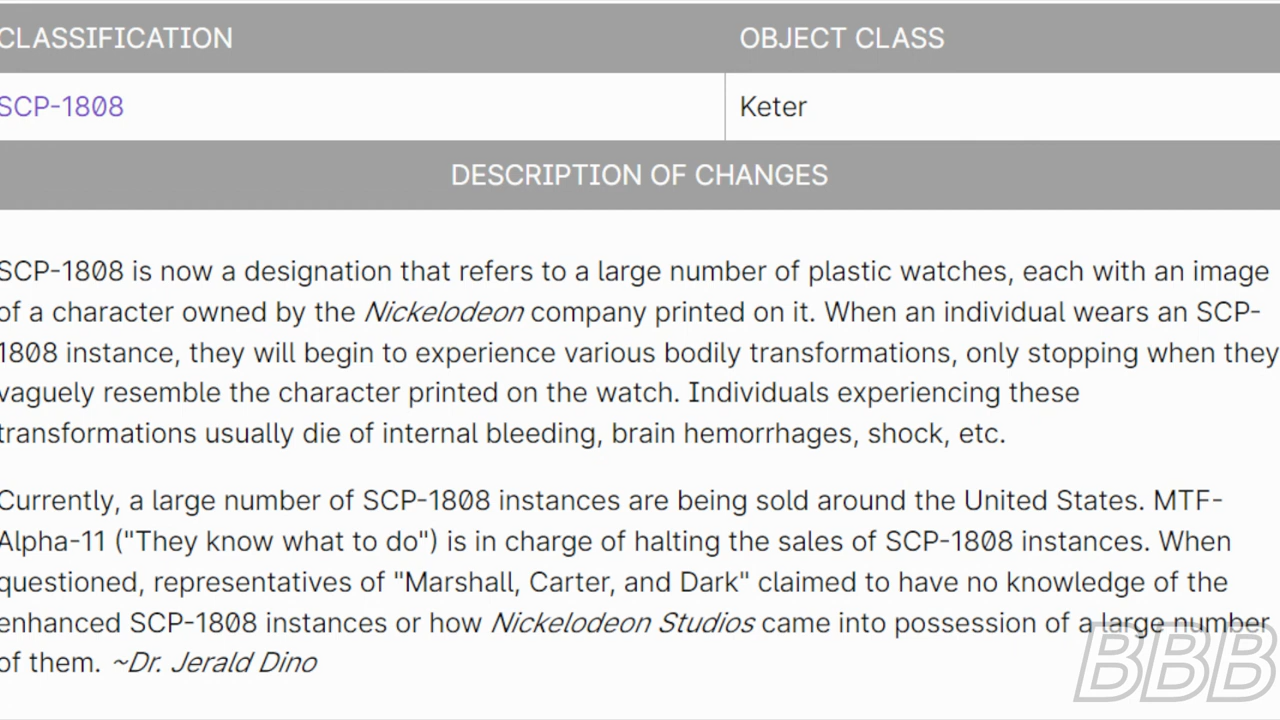 CLASSIFICATION OBJECT CLASS
SCP-1808 Keter
DESCRIPTION OF CHANGES
SCP-1808 is now a designation that refers to a large number of plastic watches, each with an image
of a character owned by the Nickelodeon company printed on it. When an individual wears an SCP-
1808 instance, they will begin to experience various bodily transformations, only stopping when they
vaguely resemble the character printed on the watch. Individuals experiencing these
transformations usually die of internal bleeding, brain hemorrhages, shock, etc.
Currently, a large number of SCP-1808 instances are being sold around the United States. MTF-
Alpha-11 ("They know what to do") is in charge of halting the sales of SCP-1808 instances. When
questioned, representatives of "Marshall, Carter, and Dark" claimed to have no knowledge of the
enhanced SCP-1808 instances or how Nickelodeon Studios came into possession of a large number
of them. ~Dr. Jerald Dino
BBB